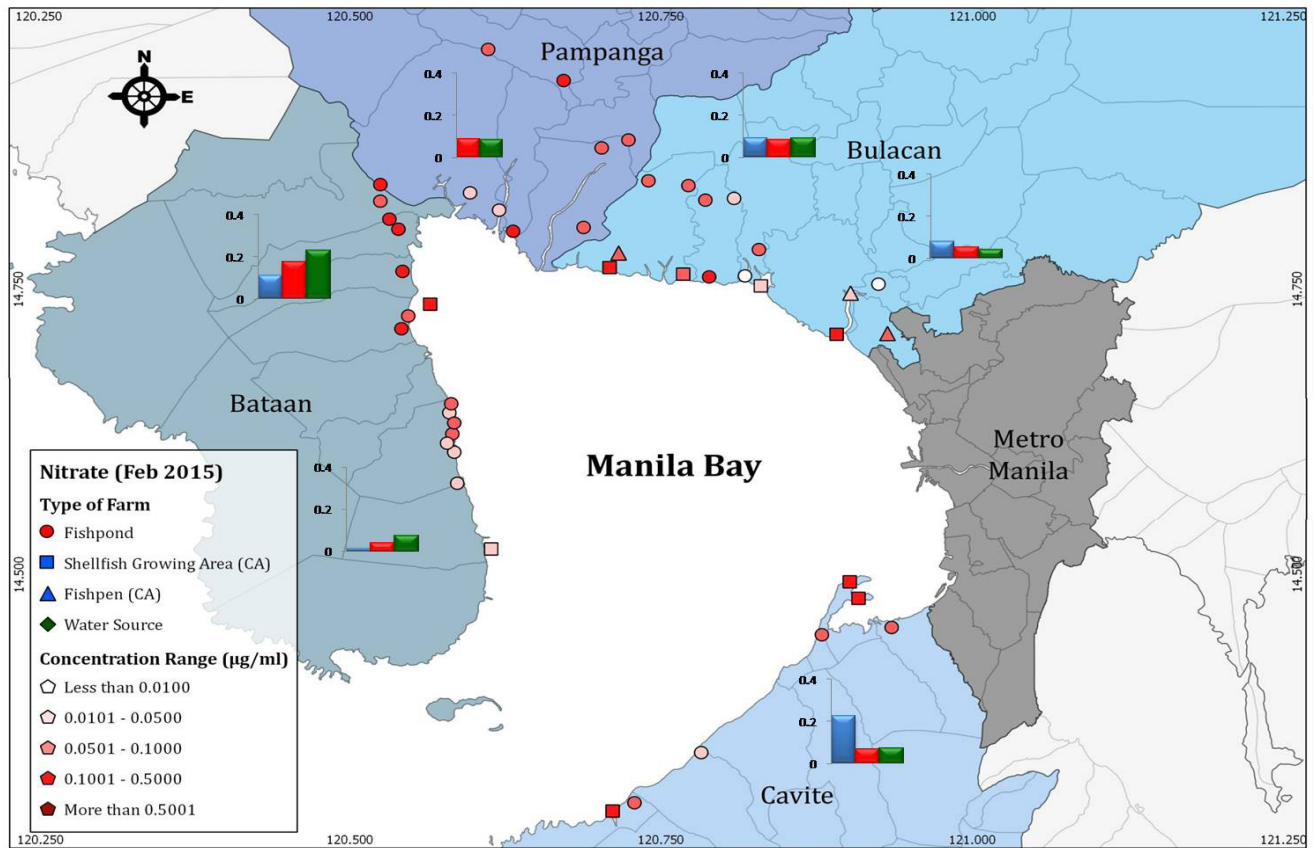 120.250
120.500
120.750
121.000
121.250
Pampanga
N
E
0.4
0.2
0
0.4
0.2
0
Bulacan
0.4
0.2
0
0.4
0.2
0
14.750
14.750
Bataan
Metro
Manila
Manila Bay
0.4
0.2
0
14.500
14.500
Nitrate (Feb 2015)
Type of Farm
Fishpond
Shellfish Growing Area (CA)
Fishpen (CA)
Water Source
Concentration Range (µg/ml)
Less than 0.0100
0.0101 - 0.0500
0.0501 - 0.1000
0.1001 - 0.5000
More than 0.5001
0.4
0.2
0
Cavite
120.250
120.500
120.750
121.000
121.250